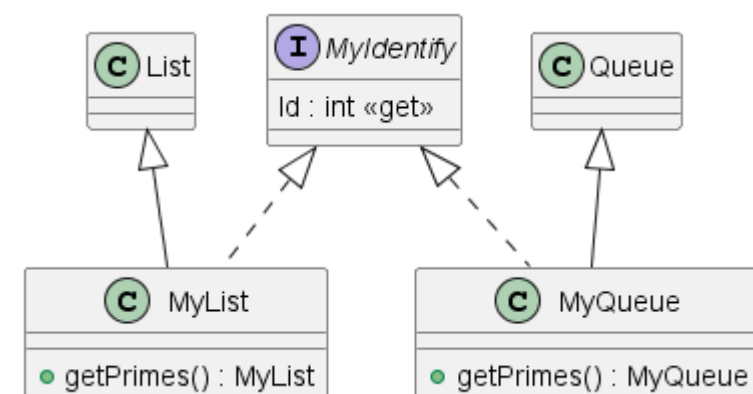 C List
I MyIdentify
Id : int «get»
C Queue
C MyList
getPrimes() : MyList
C MyQueue
getPrimes() : MyQueue